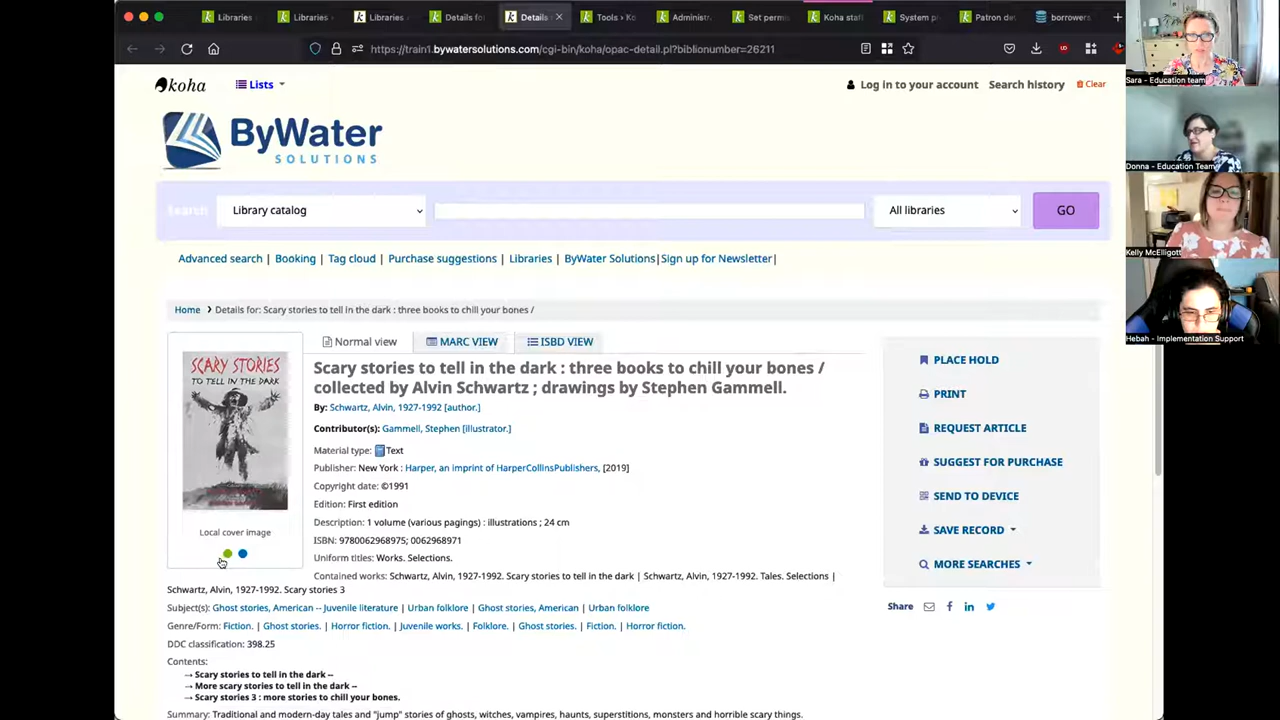 Libraries
Libraries
Libraries
Details fo
Details
Tools › Ko
Administra
Set permi
Koha staf
System pr
Patron det
borrowers
https://train1.bywatersolutions.com/cgi-bin/koha/opac-detail.pl?biblionumber=26211
koha
Lists
Log in to your account
Search history
Clear
ByWater
SOLUTIONS
Search
Library catalog
All libraries
GO
Advanced search | Booking | Tag cloud | Purchase suggestions | Libraries | ByWater Solutions|Sign up for Newsletter|
Home › Details for: Scary stories to tell in the dark : three books to chill your bones /
SCARY STORIES
TO TELL IN THE DARK
Local cover image
Normal view
MARC VIEW
ISBD VIEW
Scary stories to tell in the dark : three books to chill your bones /
collected by Alvin Schwartz ; drawings by Stephen Gammell.
By: Schwartz, Alvin, 1927-1992 [author.]
Contributor(s): Gammell, Stephen [illustrator.]
Material type: Text
Publisher: New York : Harper, an imprint of HarperCollinsPublishers, [2019]
Copyright date: ©1991
Edition: First edition
Description: 1 volume (various pagings) : illustrations ; 24 cm
ISBN: 9780062968975; 0062968971
Uniform titles: Works. Selections.
Contained works: Schwartz, Alvin, 1927-1992. Scary stories to tell in the dark | Schwartz, Alvin, 1927-1992. Tales. Selections |
Schwartz, Alvin, 1927-1992. Scary stories 3
Subject(s): Ghost stories, American -- Juvenile literature | Urban folklore | Ghost stories, American | Urban folklore
Genre/Form: Fiction. | Ghost stories. | Horror fiction. | Juvenile works. | Folklore. | Ghost stories. | Fiction. | Horror fiction.
DDC classification: 398.25
Contents:
→ Scary stories to tell in the dark --
→ More scary stories to tell in the dark --
→ Scary stories 3 : more stories to chill your bones.
Summary: Traditional and modern-day tales and "jump" stories of ghosts, witches, vampires, haunts, superstitions, monsters and horrible scary things.
PLACE HOLD
PRINT
REQUEST ARTICLE
SUGGEST FOR PURCHASE
SEND TO DEVICE
SAVE RECORD
MORE SEARCHES
Share
Sara - Education team
Donna - Education Team
Kelly McElligott
Hebah - Implementation Support